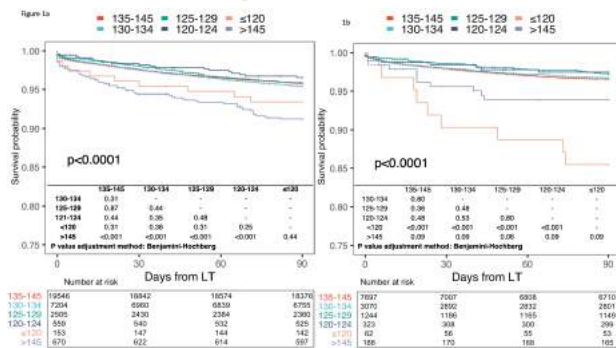 Figure 1a
135-145 125-129 ≤120
130-134 120-124 >145
1.00
0.95
0.90
0.85
0.80
0.75
Survival probability
p<0.0001
135-145 130-134 125-129 120-124 ≤120
130-134 0.31 - - - -
125-129 0.87 0.44 - - -
121-124 0.44 0.35 0.48 - -
<120 0.31 0.38 0.31 0.25 -
>145 <.001 <.001 <.001 <.001 0.44
P value adjustment method: Benjamini-Hochberg
0 30 60 90
Days from LT
Number at risk
135-145 19546 18842 18574 18376
130-134 7204 6960 6839 6755
125-129 2505 2430 2384 2360
120-124 559 540 532 525
≤120 153 147 144 142
>145 670 622 614 597
1b
135-145 125-129 ≤120
130-134 120-124 >145
1.00
0.95
0.90
0.85
0.80
0.75
Survival probability
p<0.0001
135-145 130-134 125-129 120-124 ≤120
130-134 0.60 - - - -
125-129 0.36 0.48 - - -
120-124 0.48 0.53 0.80 - -
<120 <.001 <.001 <.001 <.001 -
>145 0.09 0.09 0.06 0.09 0.09
P value adjustment method: Benjamini-Hochberg
0 30 60 90
Days from LT
Number at risk
135-145 7697 7007 6808 6710
130-134 3070 2892 2832 2801
125-129 1244 1186 1165 1149
120-124 323 308 300 299
≤120 62 56 55 53
>145 188 170 168 165